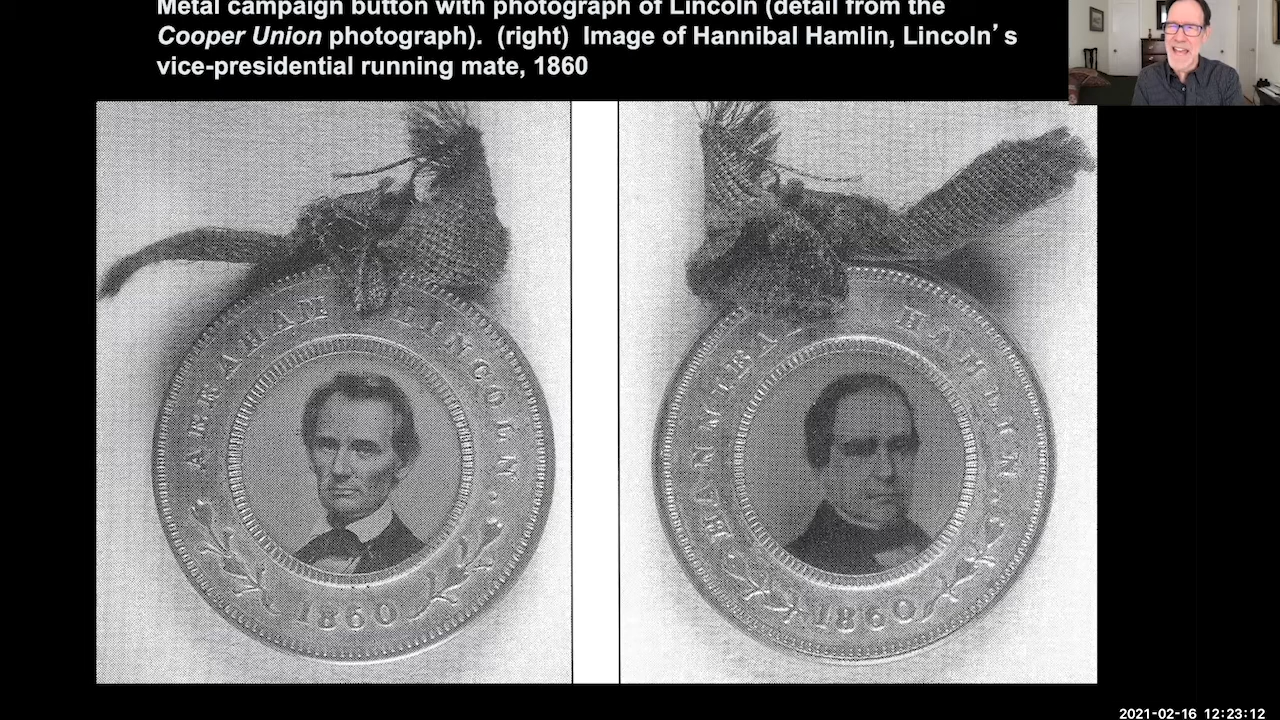 Metal campaign button with photograph of Lincoln (detail from the
Cooper Union photograph). (right) Image of Hannibal Hamlin, Lincoln's
vice-presidential running mate, 1860
ABRAHAM LINCOLN
1860
HANNIBAL HAMLIN
1860
2021-02-16 12:23:12